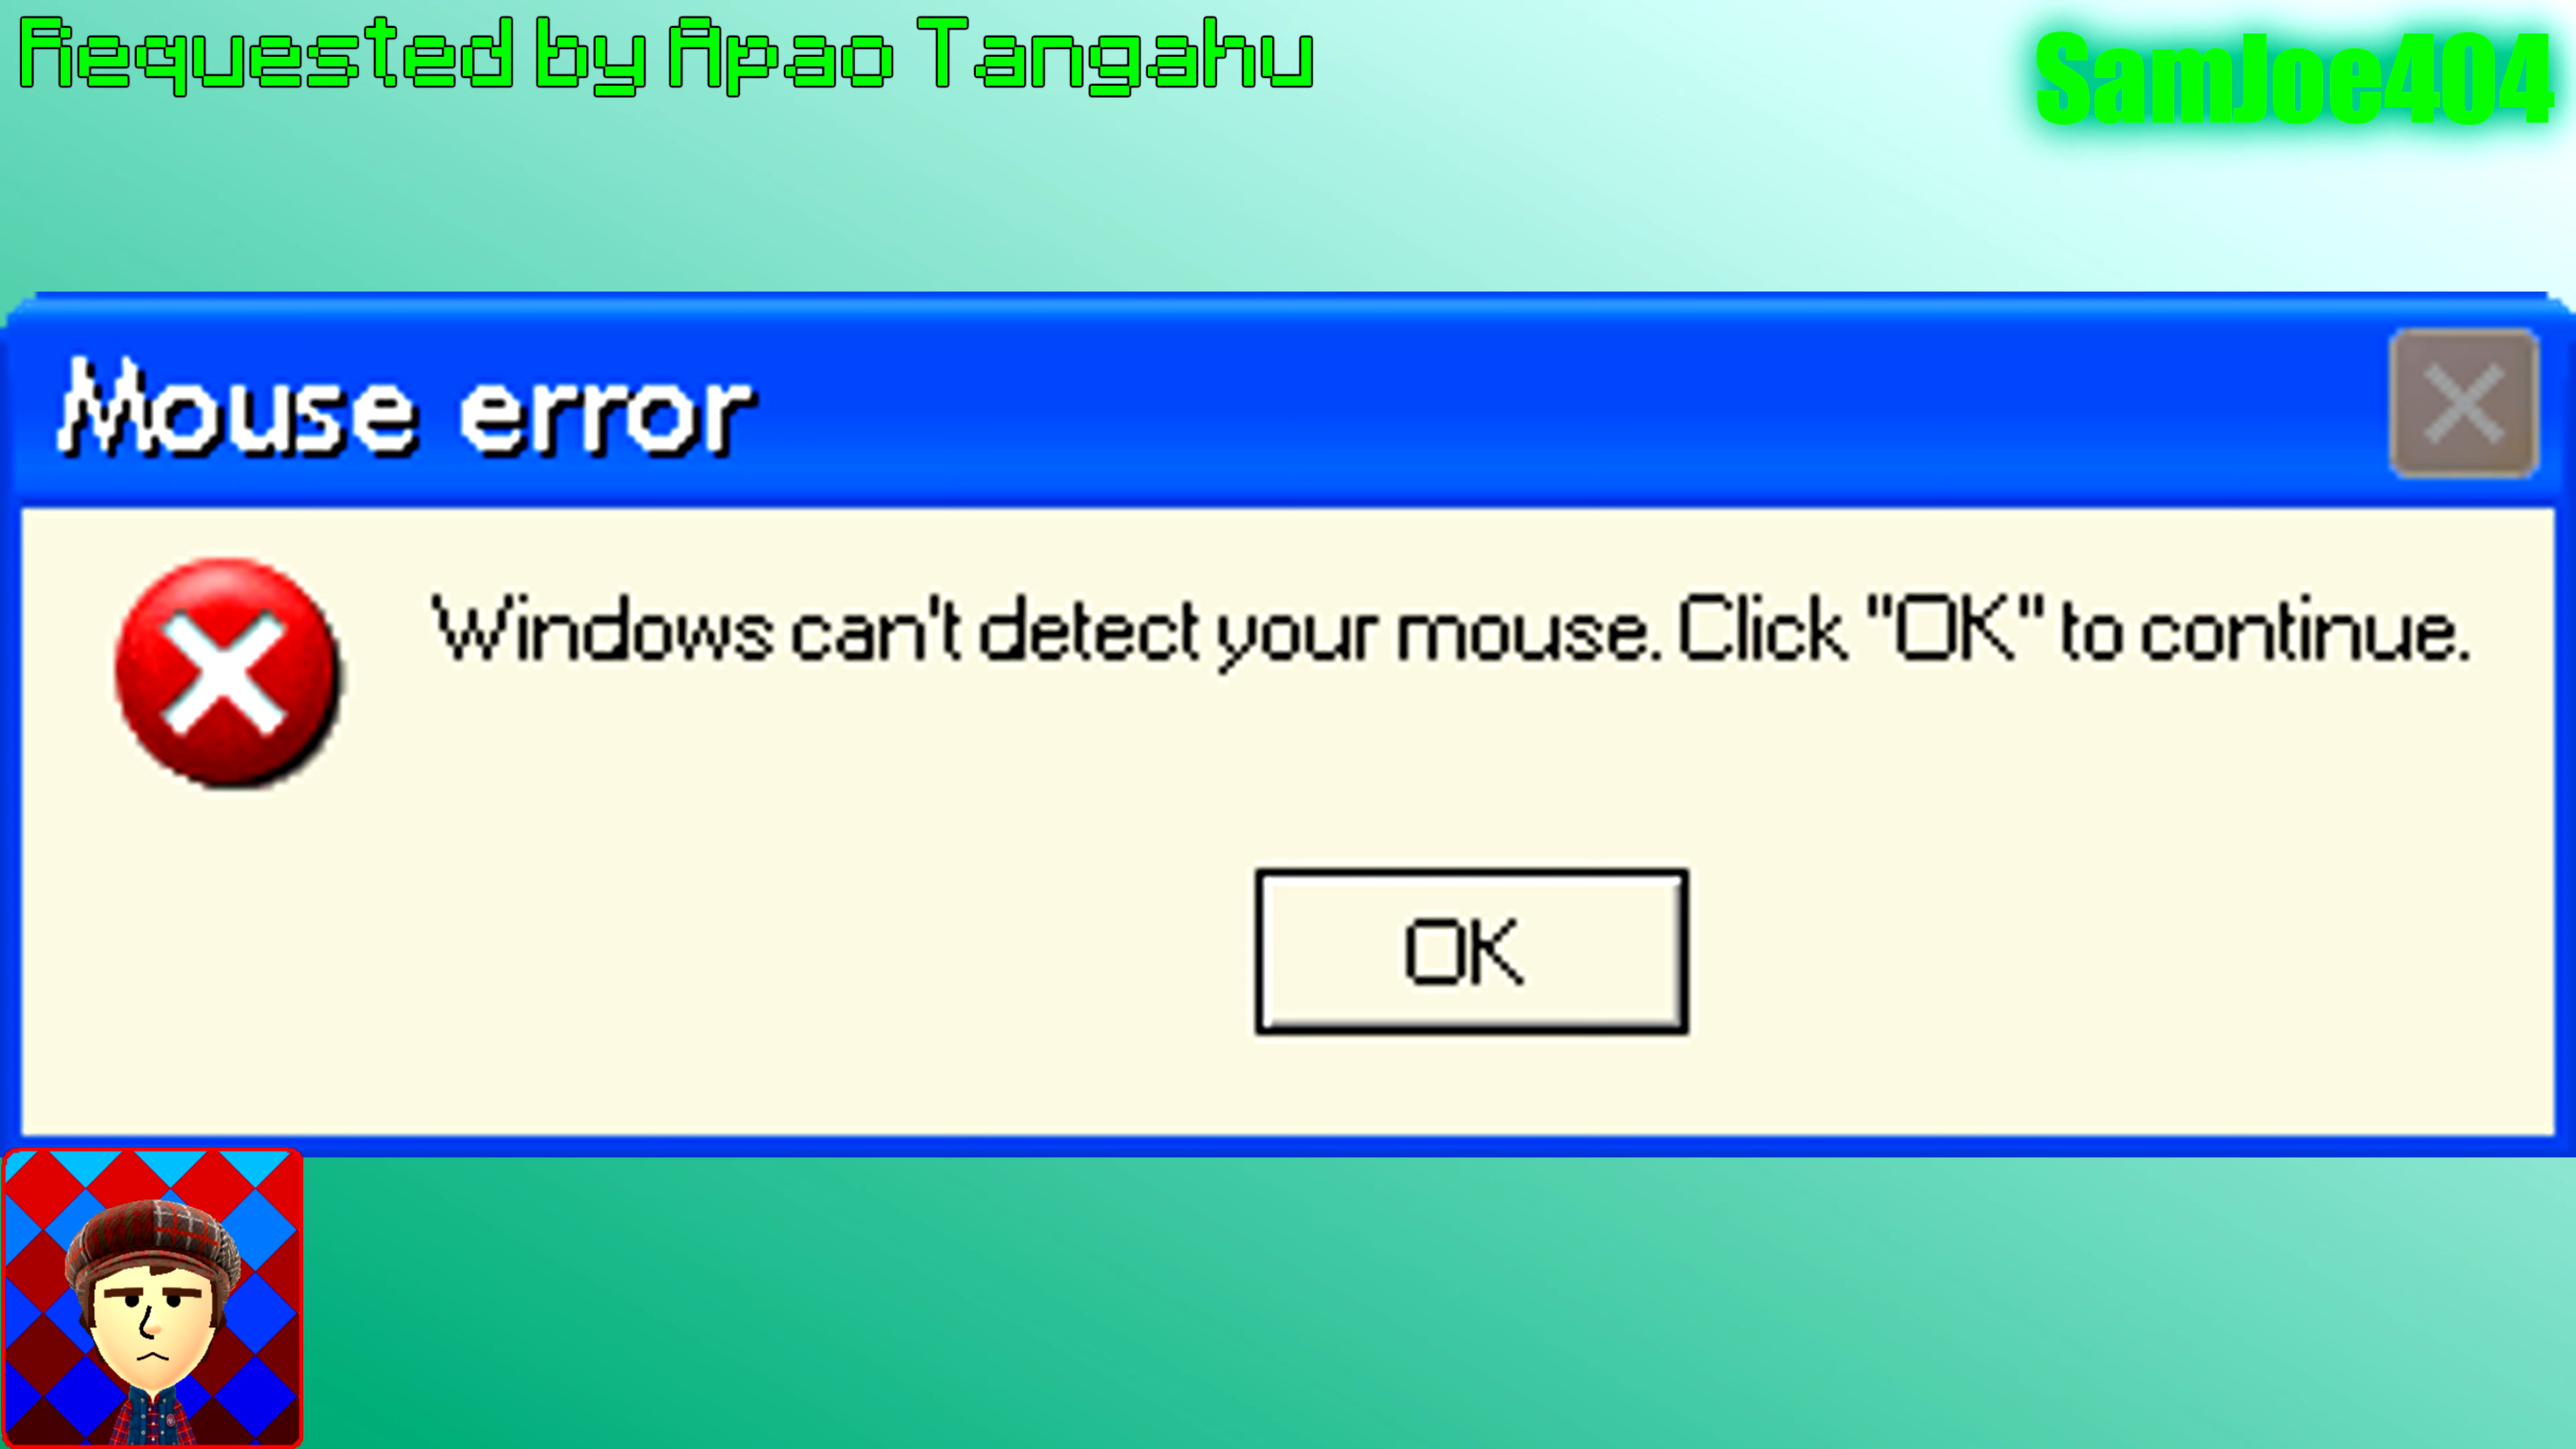 Requested by Apao Tangahu
SamJoe404
Mouse error
Windows can't detect your mouse. Click "OK" to continue.
OK